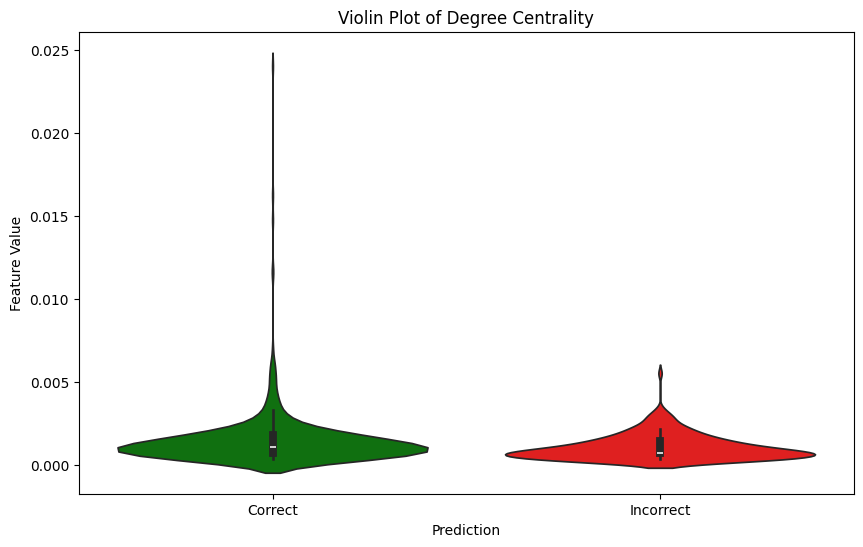 Violin Plot of Degree Centrality
0.025
0.020
0.015
0.010
0.005
0.000
Feature Value
Correct
Incorrect
Prediction